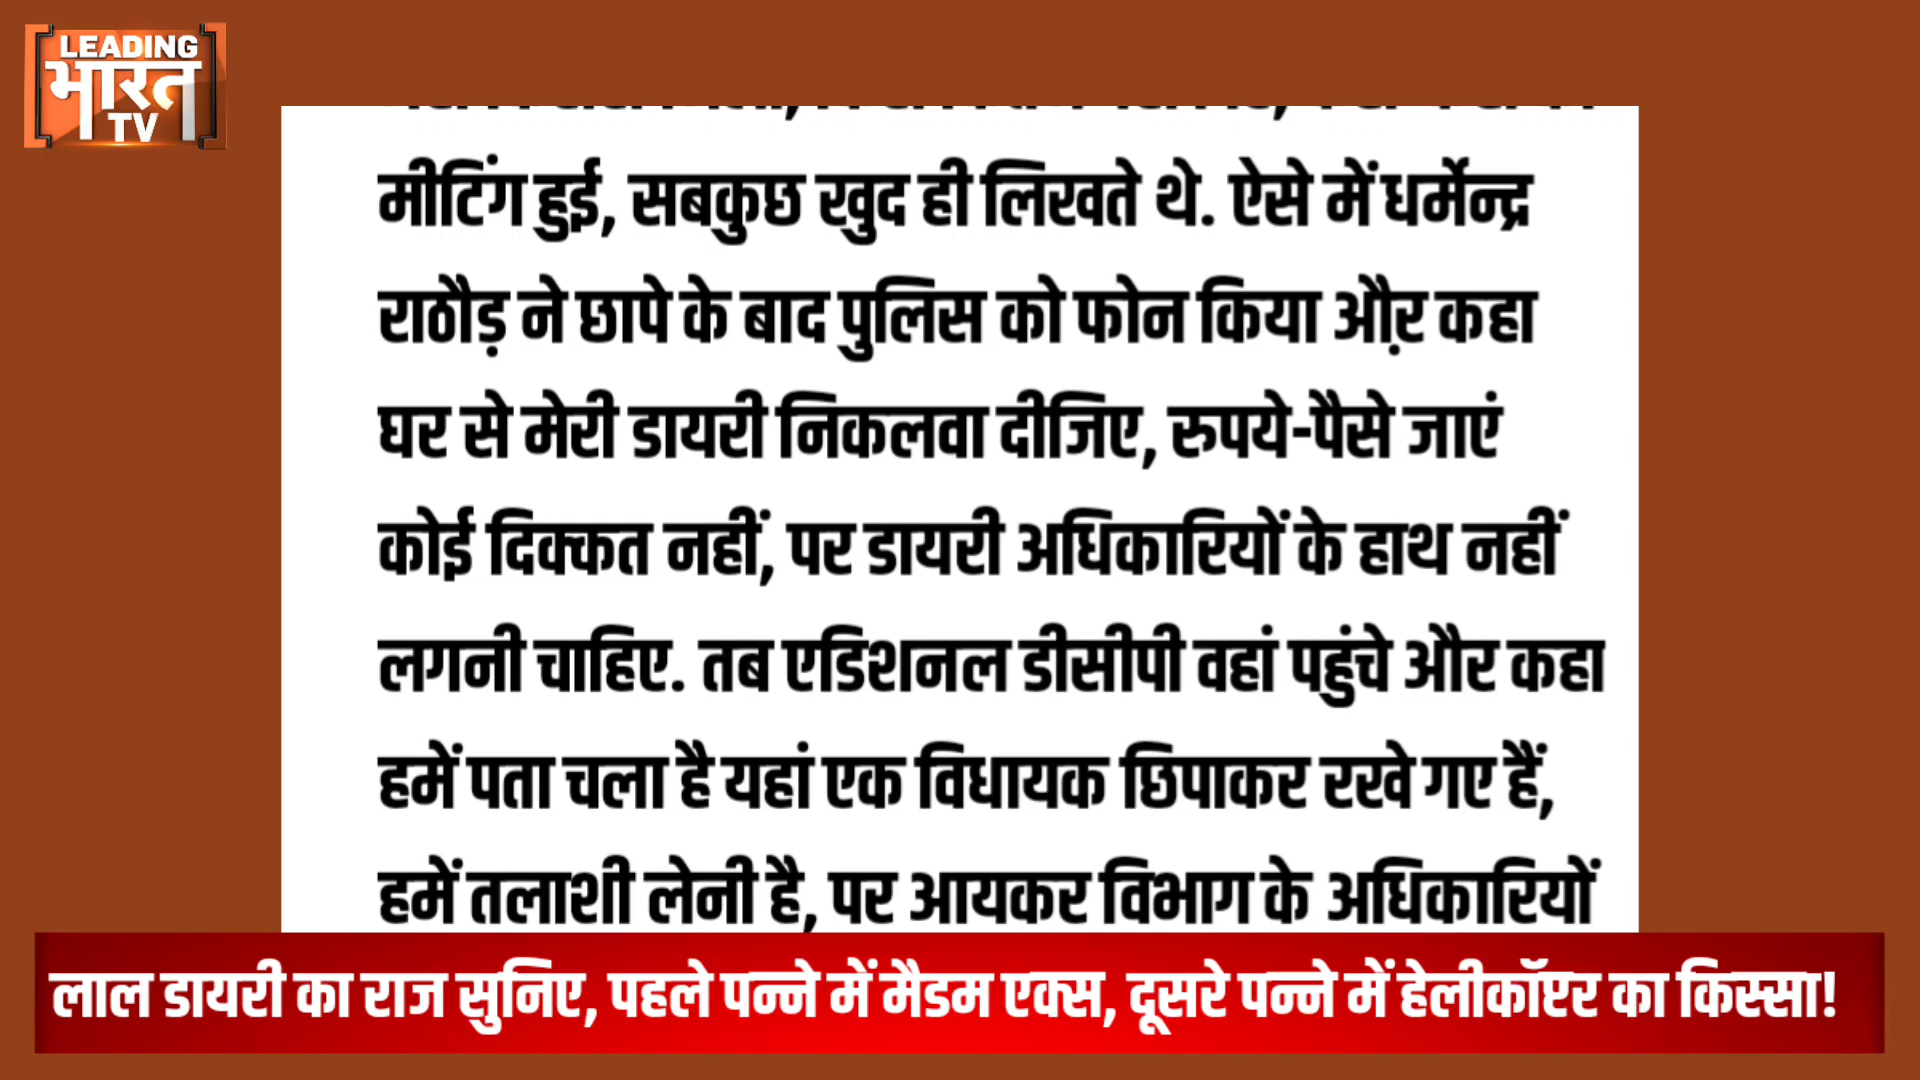 LEADING
भारत
TV
मीटिंग हुई, सबकुछ खुद ही लिखते थे. ऐसे में धर्मेन्द्र
राठौड़ ने छापे के बाद पुलिस को फोन किया औऱ कहा
घर से मेरी डायरी निकलवा दीजिए, रुपये-पैसे जाएं
कोई दिक्कत नहीं, पर डायरी अधिकारियों के हाथ नहीं
लगनी चाहिए. तब एडिशनल डीसीपी वहां पहुंचे और कहा
हमें पता चला है यहां एक विधायक छिपाकर रखे गए हैं,
हमें तलाशी लेनी है, पर आयकर विभाग के अधिकारियों
लाल डायरी का राज सुनिए, पहले पन्ने में मैडम एक्स, दूसरे पन्ने में हेलीकॉप्टर का किस्सा!